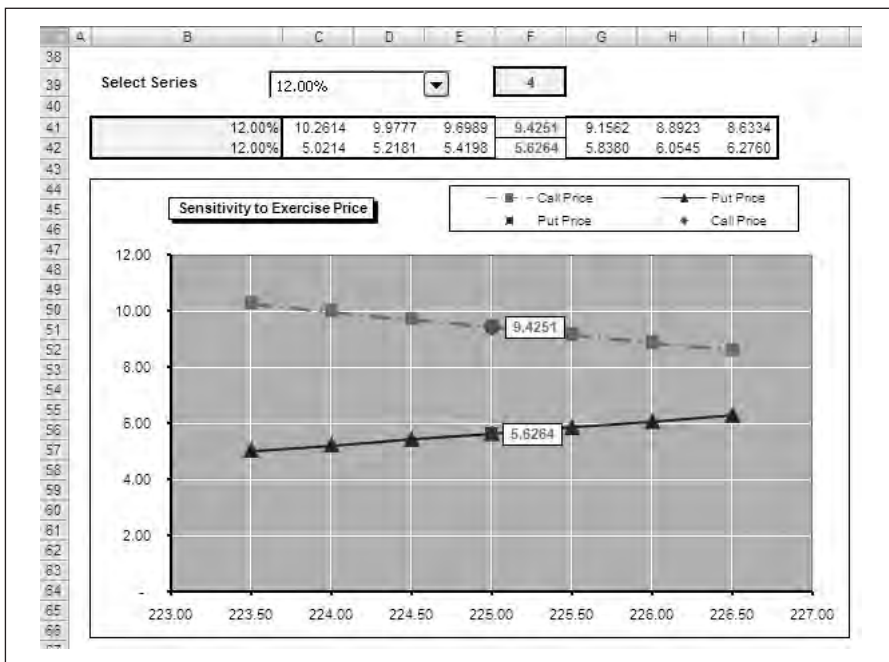 A B C D E F G H I J
38
39 Select Series 12.00% 4
40
41 12.00% 10.2614 9.9777 9.6989 9.4251 9.1562 8.8923 8.6334
42 12.00% 5.0214 5.2181 5.4198 5.6264 5.8380 6.0545 6.2760
43
44 Call Price Put Price
45 Sensitivity to Exercise Price
46 Put Price Call Price
47
48 12.00
49
50 10.00
51 9.4251
52
53 8.00
54
55 6.00
56 5.6264
57
58
59 4.00
60
61 2.00
62
63
64 -
65 223.00 223.50 224.00 224.50 225.00 225.50 226.00 226.50 227.00
66